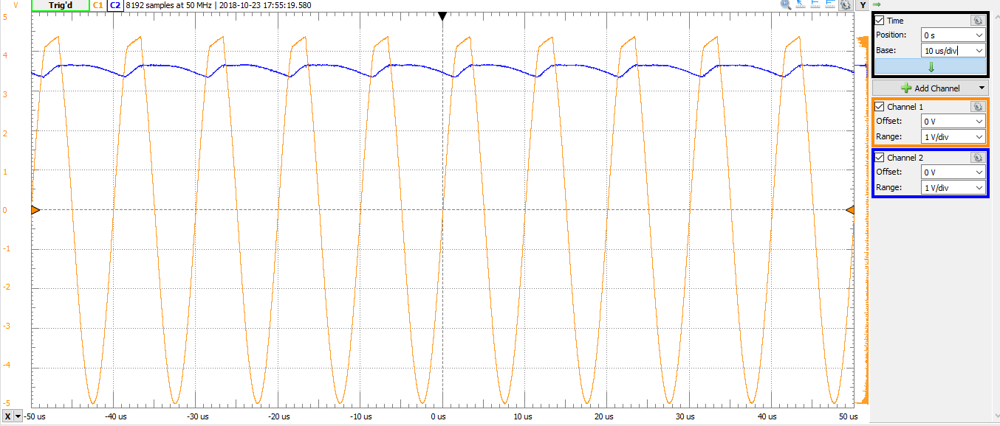 V Trig'd C1 C2 8192 samples at 50 MHz | 2018-10-23 17:55:19.580 Y
5
4
3
2
1
0
-1
-2
-3
-4
-5
X -50 us -40 us -30 us -20 us -10 us 0 us 10 us 20 us 30 us 40 us 50 us
Time
Position: 0 s
Base: 10 us/div
Add Channel
Channel 1
Offset: 0 V
Range: 1 V/div
Channel 2
Offset: 0 V
Range: 1 V/div